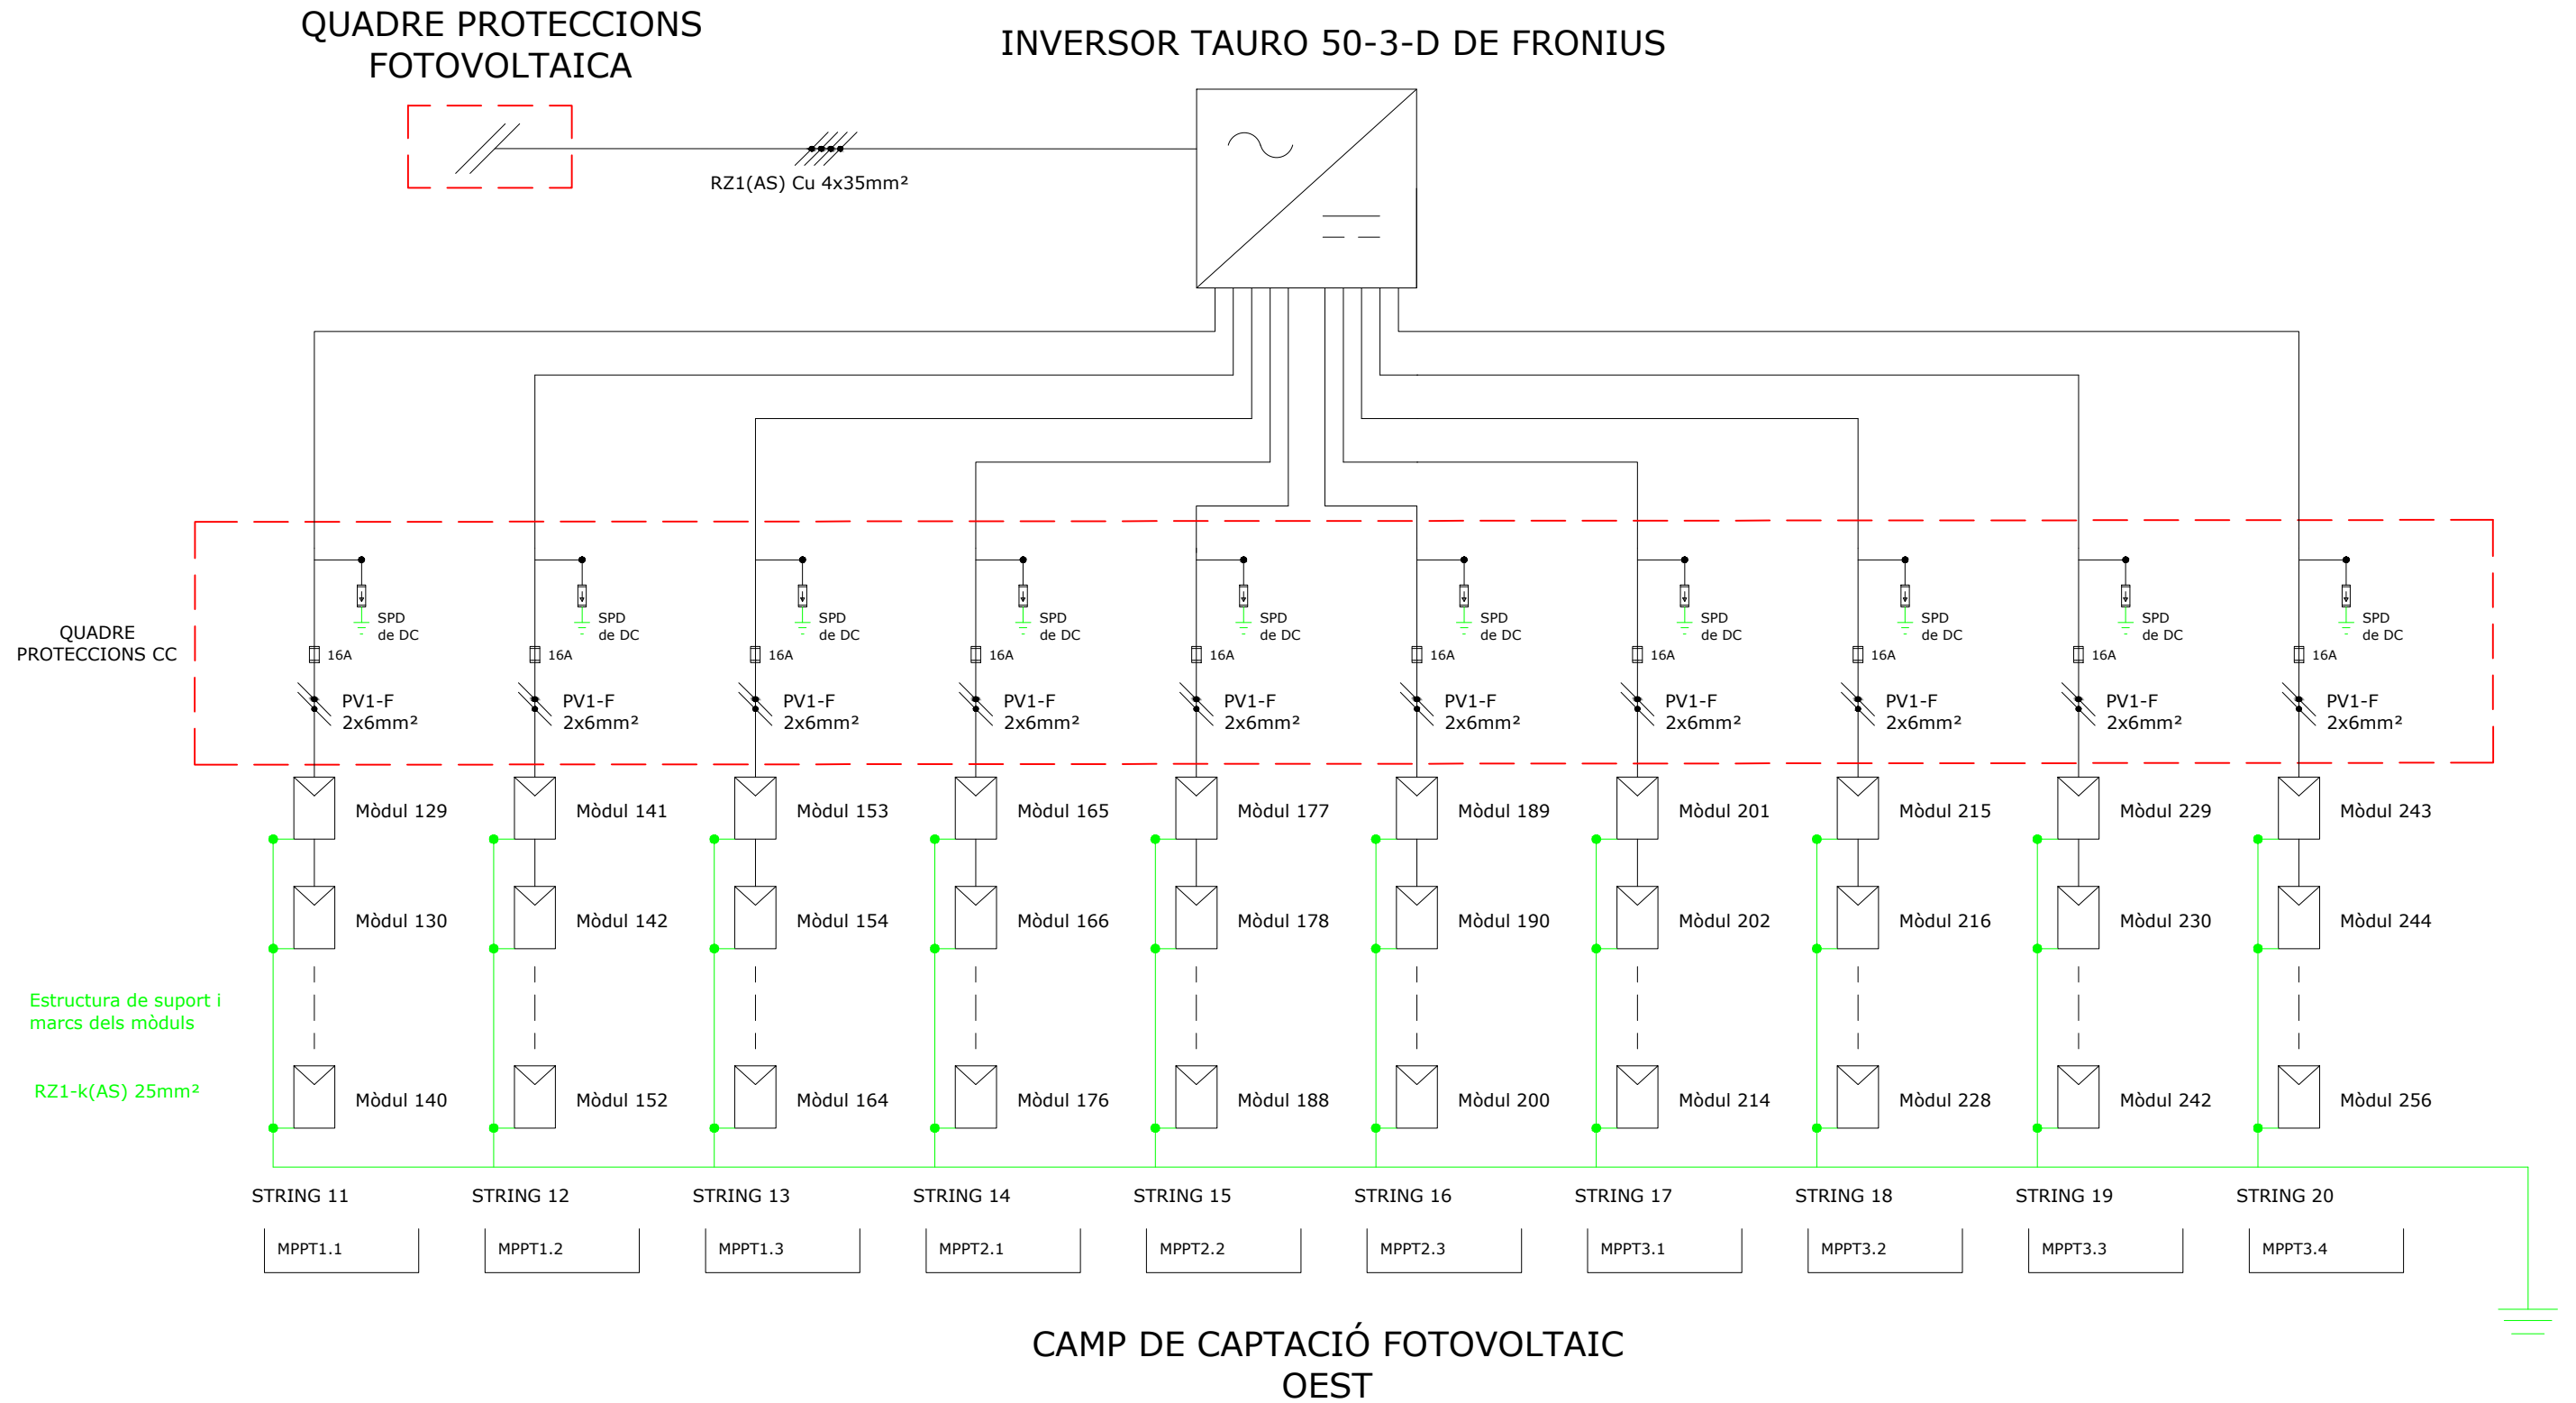 QUADRE PROTECCIONS
FOTOVOLTAICA
INVERSOR TAURO 50-3-D DE FRONIUS
RZ1(AS) Cu 4x35mm²
QUADRE
PROTECCIONS CC
SPD
de DC
SPD
de DC
SPD
de DC
SPD
de DC
SPD
de DC
SPD
de DC
SPD
de DC
SPD
de DC
SPD
de DC
SPD
de DC
16A
16A
16A
16A
16A
16A
16A
16A
16A
16A
PV1-F
2x6mm²
PV1-F
2x6mm²
PV1-F
2x6mm²
PV1-F
2x6mm²
PV1-F
2x6mm²
PV1-F
2x6mm²
PV1-F
2x6mm²
PV1-F
2x6mm²
PV1-F
2x6mm²
PV1-F
2x6mm²
Mòdul 129
Mòdul 141
Mòdul 153
Mòdul 165
Mòdul 177
Mòdul 189
Mòdul 201
Mòdul 215
Mòdul 229
Mòdul 243
Mòdul 130
Mòdul 142
Mòdul 154
Mòdul 166
Mòdul 178
Mòdul 190
Mòdul 202
Mòdul 216
Mòdul 230
Mòdul 244
Estructura de suport i
marcs dels mòduls
RZ1-k(AS) 25mm²
Mòdul 140
Mòdul 152
Mòdul 164
Mòdul 176
Mòdul 188
Mòdul 200
Mòdul 214
Mòdul 228
Mòdul 242
Mòdul 256
STRING 11
STRING 12
STRING 13
STRING 14
STRING 15
STRING 16
STRING 17
STRING 18
STRING 19
STRING 20
MPPT1.1
MPPT1.2
MPPT1.3
MPPT2.1
MPPT2.2
MPPT2.3
MPPT3.1
MPPT3.2
MPPT3.3
MPPT3.4
CAMP DE CAPTACIÓ FOTOVOLTAIC
OEST